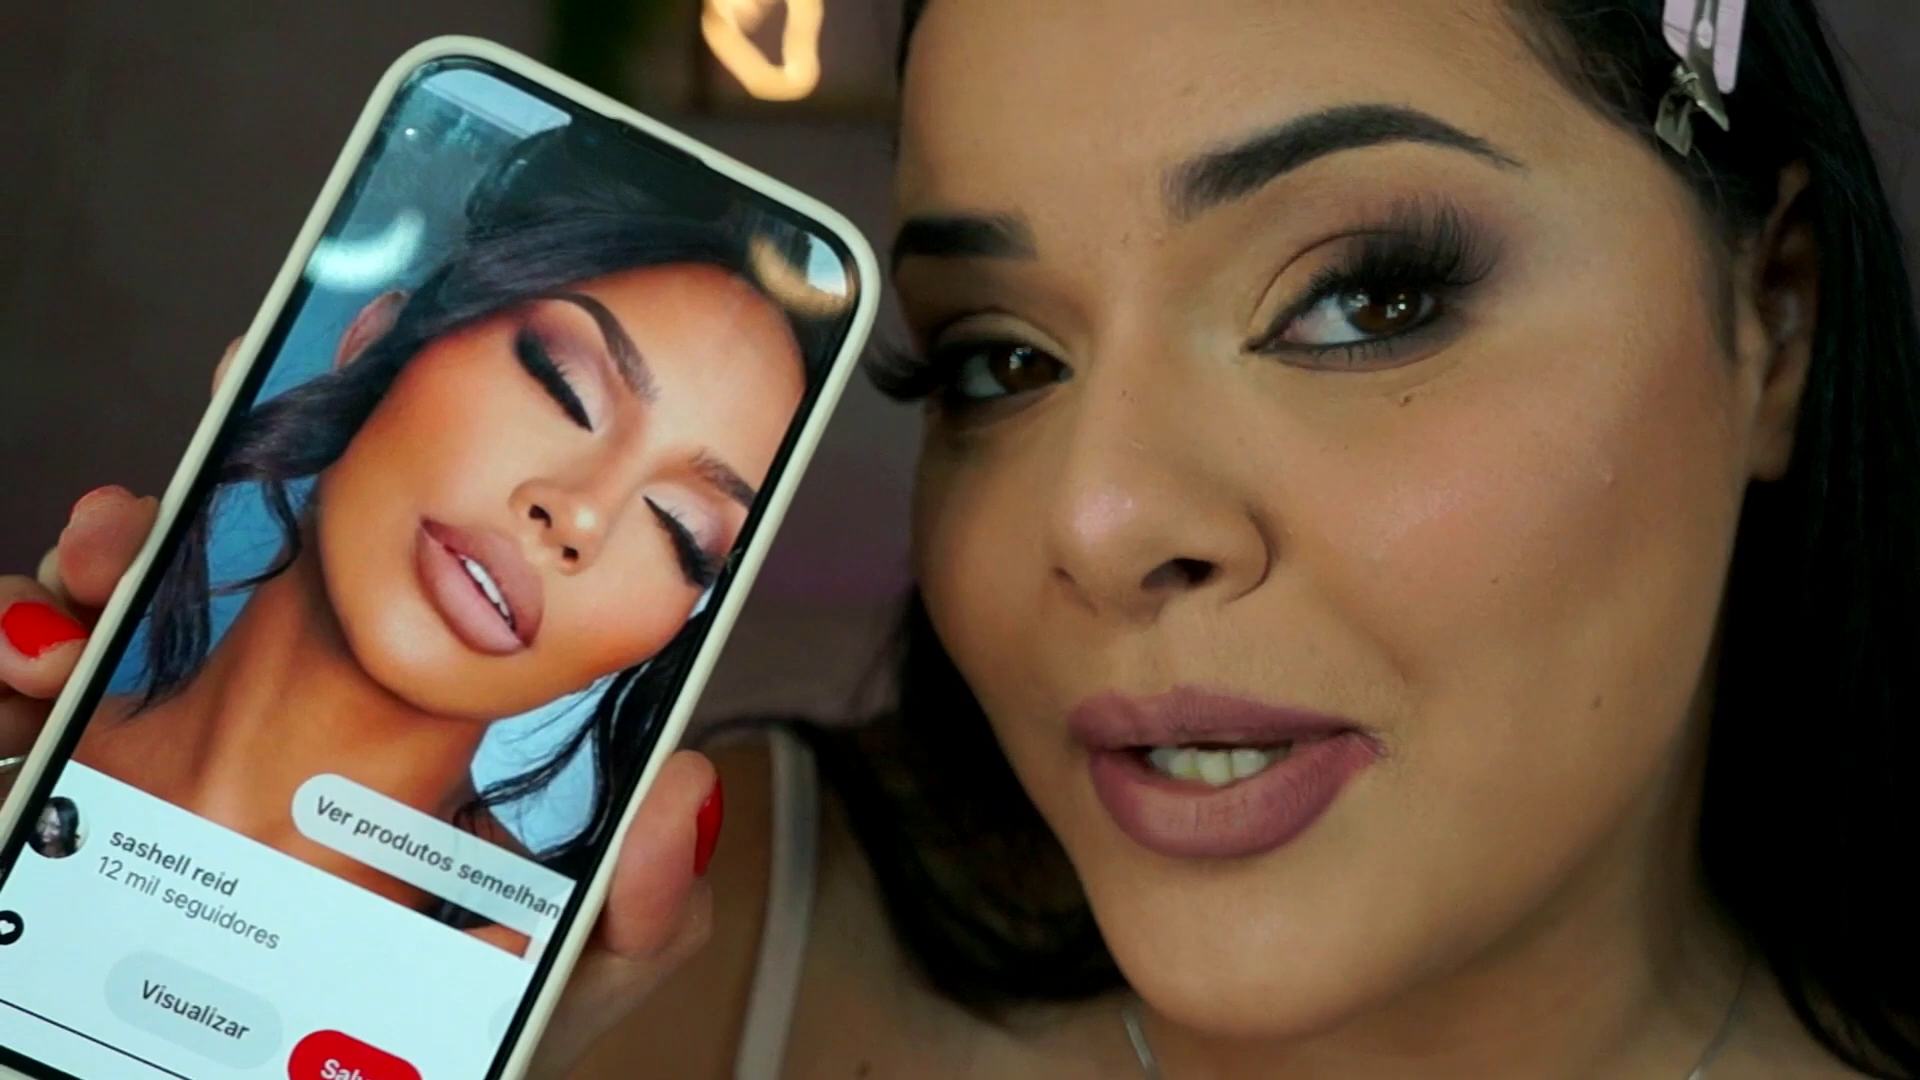 Ver produtos semelhan
sashell reid
12 mil seguidores
Visualizar